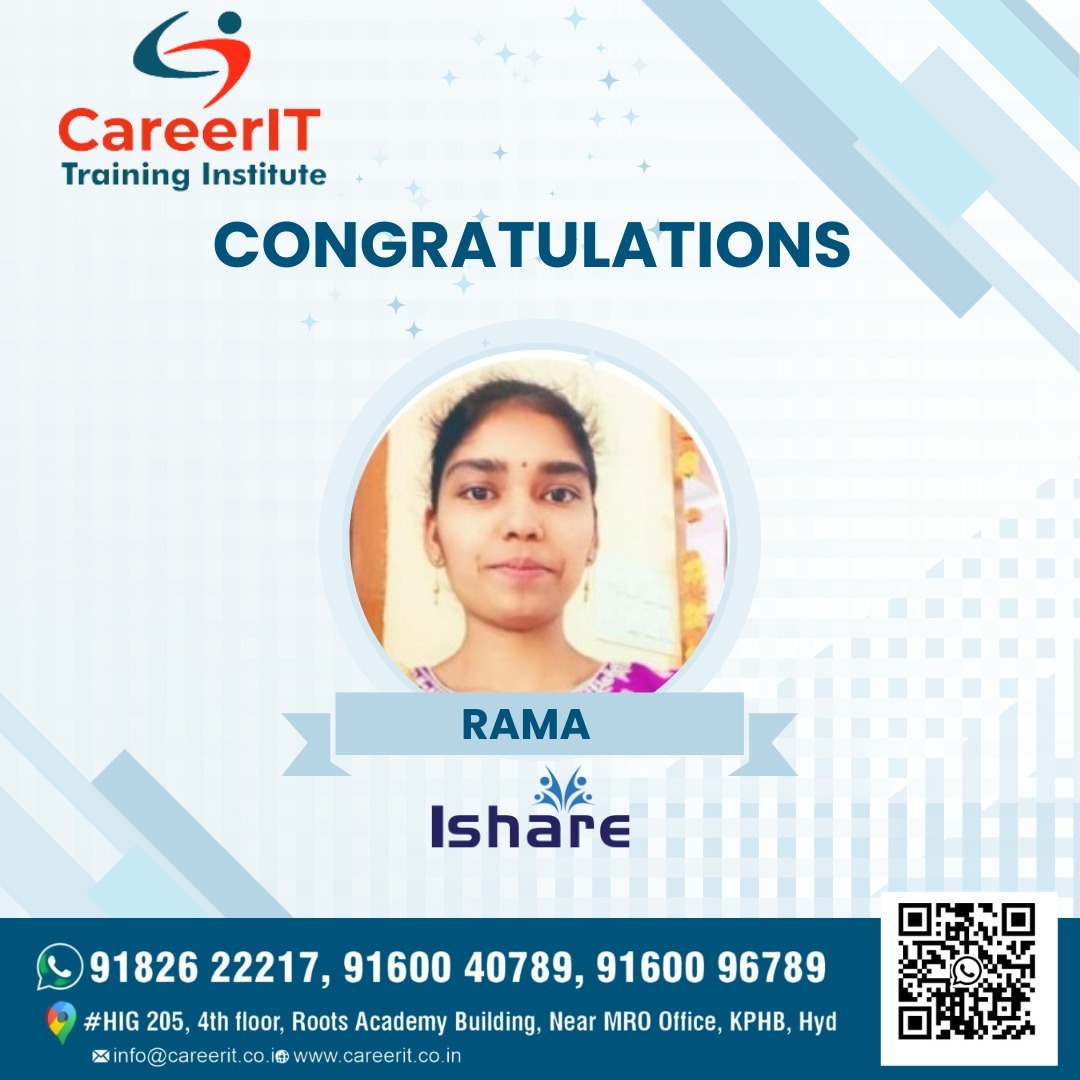 CareerIT
Training Institute
CONGRATULATIONS
RAMA
Ishare
91826 22217, 91600 40789, 91600 96789
#HIG 205, 4th floor, Roots Academy Building, Near MRO Office, KPHB, Hyd
info@careerit.co.in www.careerit.co.in